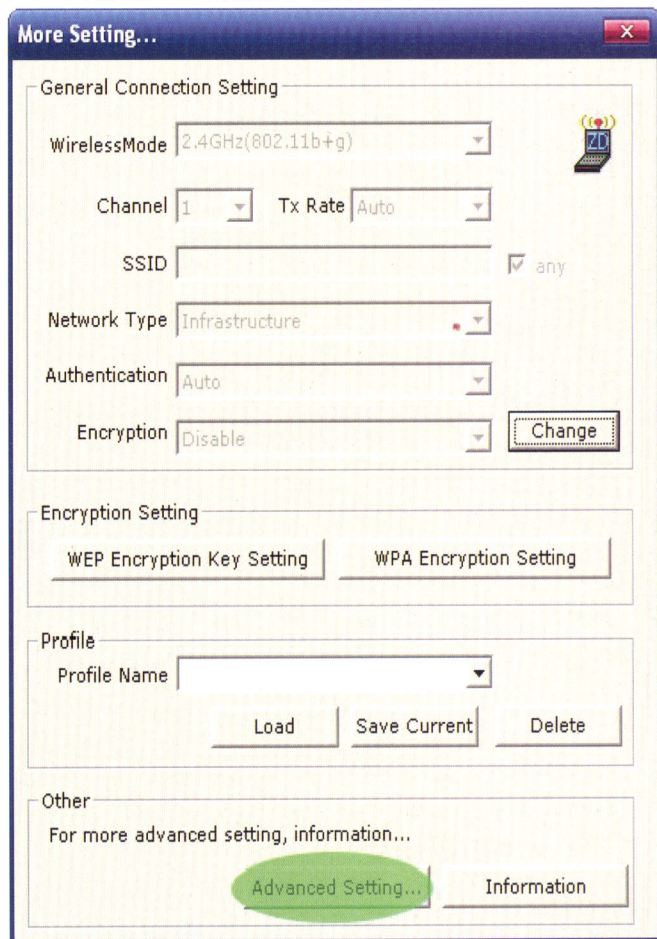 More Setting...
X
General Connection Setting
WirelessMode 2.4GHz(802.11b+g)
ZD
Channel 1 Tx Rate Auto
SSID any
Network Type Infrastructure
Authentication Auto
Encryption Disable Change
Encryption Setting
WEP Encryption Key Setting WPA Encryption Setting
Profile
Profile Name
Load Save Current Delete
Other
For more advanced setting, information...
Advanced Setting... Information